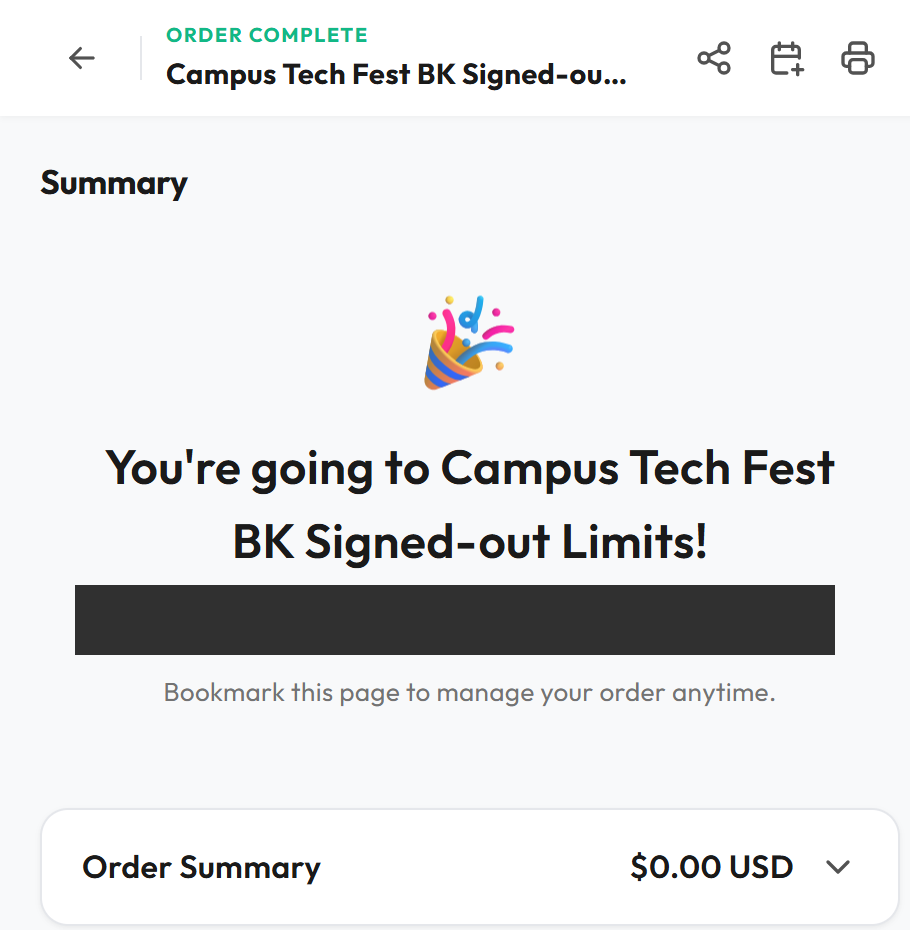 ORDER COMPLETE
Campus Tech Fest BK Signed-ou...
Summary
You're going to Campus Tech Fest
BK Signed-out Limits!
Bookmark this page to manage your order anytime.
Order Summary $0.00 USD